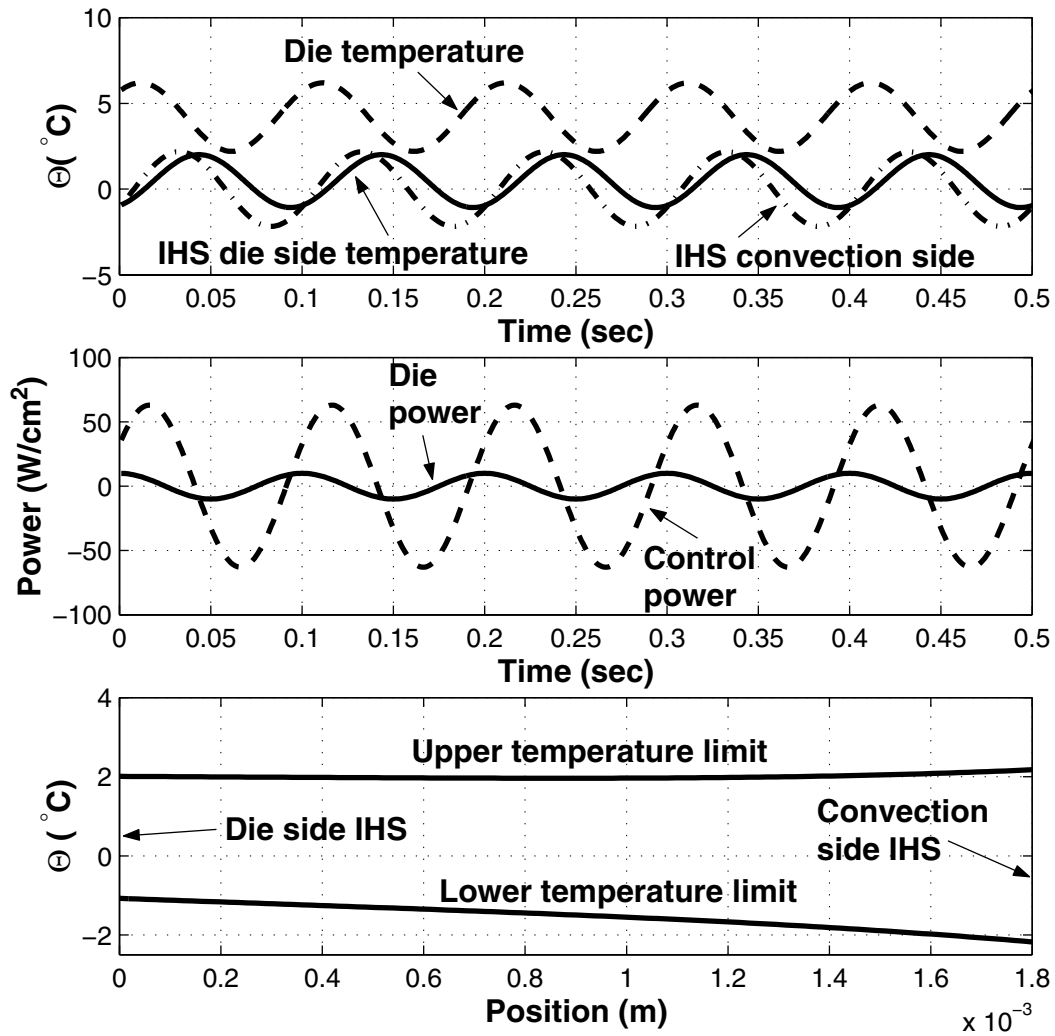 10
5
0
−5
Θ( °C)
Die temperature
IHS die side temperature
IHS convection side
0 0.05 0.1 0.15 0.2 0.25 0.3 0.35 0.4 0.45 0.5
Time (sec)
100
50
0
−50
−100
Power (W/cm²)
Die
power
Control
power
0 0.05 0.1 0.15 0.2 0.25 0.3 0.35 0.4 0.45 0.5
Time (sec)
4
2
0
−2
Θ ( °C)
Upper temperature limit
Die side IHS
Convection
side IHS
Lower temperature limit
0 0.2 0.4 0.6 0.8 1 1.2 1.4 1.6 1.8
Position (m)
x 10⁻³